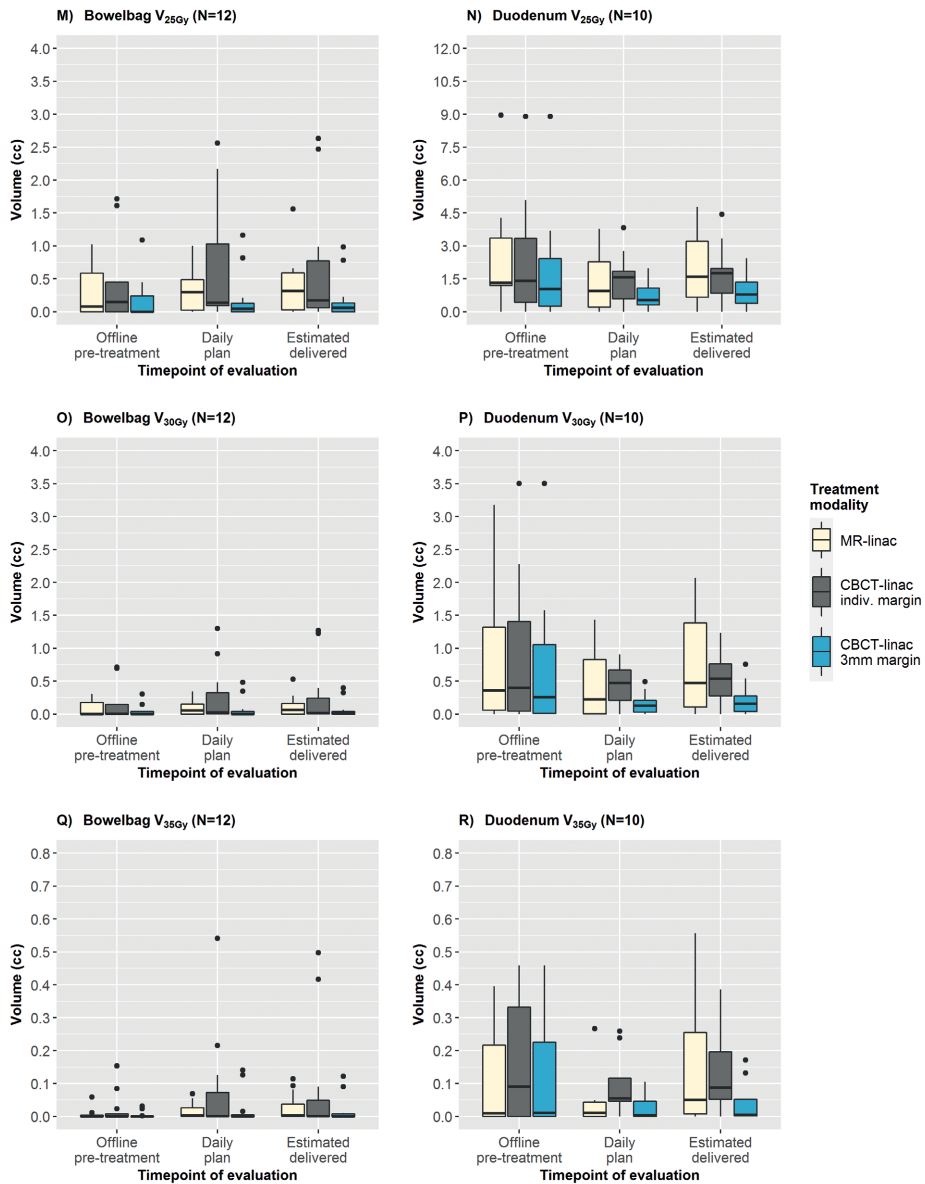 M) Bowelbag V25Gy (N=12)
Volume (cc)
4.0
3.5
3.0
2.5
2.0
1.5
1.0
0.5
0.0
Offline pre-treatment
Daily plan
Estimated delivered
Timepoint of evaluation
N) Duodenum V25Gy (N=10)
Volume (cc)
12.0
9.0
7.5
4.5
3.0
1.5
0.0
Offline pre-treatment
Daily plan
Estimated delivered
Timepoint of evaluation
O) Bowelbag V30Gy (N=12)
Volume (cc)
4.0
3.5
3.0
2.5
2.0
1.5
1.0
0.5
0.0
Offline pre-treatment
Daily plan
Estimated delivered
Timepoint of evaluation
P) Duodenum V30Gy (N=10)
Volume (cc)
4.0
3.5
3.0
2.5
2.0
1.5
1.0
0.5
0.0
Offline pre-treatment
Daily plan
Estimated delivered
Timepoint of evaluation
Treatment
modality
MR-linac
CBCT-linac
indiv. margin
CBCT-linac
3mm margin
Q) Bowelbag V35Gy (N=12)
Volume (cc)
0.8
0.7
0.6
0.5
0.4
0.3
0.2
0.1
0.0
Offline pre-treatment
Daily plan
Estimated delivered
Timepoint of evaluation
R) Duodenum V35Gy (N=10)
Volume (cc)
0.8
0.7
0.6
0.5
0.4
0.3
0.2
0.1
0.0
Offline pre-treatment
Daily plan
Estimated delivered
Timepoint of evaluation